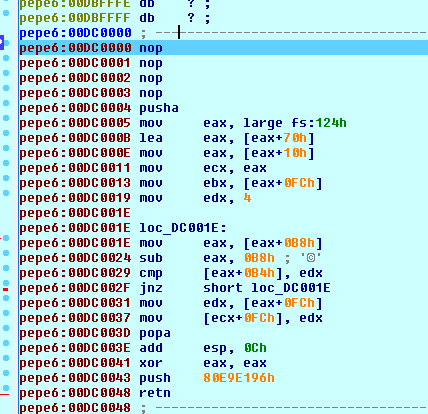 pepe6:00DBFFFE db ? ;
pepe6:00DBFFFF db ? ;
pepe6:00DC0000 ; ---------------------------------------
pepe6:00DC0000 nop
pepe6:00DC0001 nop
pepe6:00DC0002 nop
pepe6:00DC0003 nop
pepe6:00DC0004 pusha
pepe6:00DC0005 mov eax, large fs:124h
pepe6:00DC000B lea eax, [eax+70h]
pepe6:00DC000E mov eax, [eax+10h]
pepe6:00DC0011 mov ecx, eax
pepe6:00DC0013 mov ebx, [eax+0FCh]
pepe6:00DC0019 mov edx, 4
pepe6:00DC001E
pepe6:00DC001E loc_DC001E:
pepe6:00DC001E mov eax, [eax+0B8h]
pepe6:00DC0024 sub eax, 0B8h ; '©'
pepe6:00DC0029 cmp [eax+0B4h], edx
pepe6:00DC002F jnz short loc_DC001E
pepe6:00DC0031 mov edx, [eax+0FCh]
pepe6:00DC0037 mov [ecx+0FCh], edx
pepe6:00DC003D popa
pepe6:00DC003E add esp, 0Ch
pepe6:00DC0041 xor eax, eax
pepe6:00DC0043 push 80E9E196h
pepe6:00DC0048 retn
pepe6:00DC0048 ; ---------------------------------------